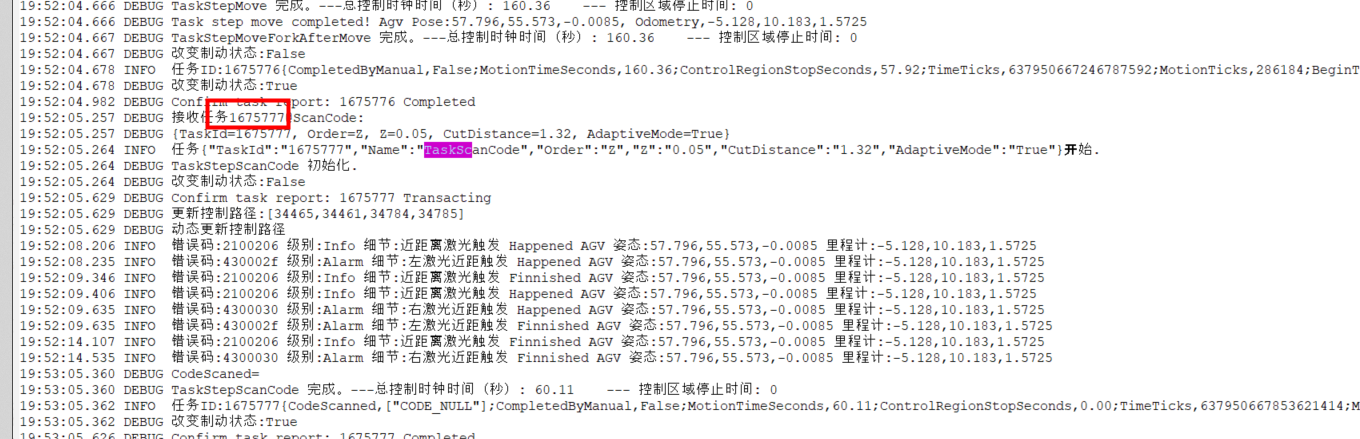 19:52:04.666 DEBUG TaskStepMove 完成。---总控制时钟时间（秒）: 160.36    --- 控制区域停止时间: 0
19:52:04.666 DEBUG Task step move completed! Agv Pose:57.796,55.573,-0.0085, Odometry,-5.128,10.183,1.5725
19:52:04.667 DEBUG TaskStepMoveForkAfterMove 完成。---总控制时钟时间（秒）: 160.36    --- 控制区域停止时间: 0
19:52:04.667 DEBUG 改变制动状态:False
19:52:04.678 INFO  任务ID:1675776{CompletedByManual,False;MotionTimeSeconds,160.36;ControlRegionStopSeconds,57.92;TimeTicks,637950667246787592;MotionTicks,286184;BeginT
19:52:04.678 DEBUG 改变制动状态:True
19:52:04.982 DEBUG Confirm task report: 1675776 Completed
19:52:05.257 DEBUG 接收任务1675777 ScanCode:
19:52:05.257 DEBUG {TaskId=1675777, Order=Z, Z=0.05, CutDistance=1.32, AdaptiveMode=True}
19:52:05.264 INFO  任务{"TaskId":"1675777","Name":"TaskScanCode","Order":"Z","Z":"0.05","CutDistance":"1.32","AdaptiveMode":"True"}开始.
19:52:05.264 DEBUG TaskStepScanCode 初始化.
19:52:05.264 DEBUG 改变制动状态:False
19:52:05.629 DEBUG Confirm task report: 1675777 Transacting
19:52:05.629 DEBUG 更新控制路径:[34465,34461,34784,34785]
19:52:05.629 DEBUG 动态更新控制路径
19:52:08.206 INFO  错误码:2100206 级别:Info 细节:近距离激光触发 Happened AGV 姿态:57.796,55.573,-0.0085 里程计:-5.128,10.183,1.5725
19:52:08.235 INFO  错误码:430002f 级别:Alarm 细节:左激光近距触发 Happened AGV 姿态:57.796,55.573,-0.0085 里程计:-5.128,10.183,1.5725
19:52:09.346 INFO  错误码:2100206 级别:Info 细节:近距离激光触发 Finnished AGV 姿态:57.796,55.573,-0.0085 里程计:-5.128,10.183,1.5725
19:52:09.406 INFO  错误码:2100206 级别:Info 细节:近距离激光触发 Happened AGV 姿态:57.796,55.573,-0.0085 里程计:-5.128,10.183,1.5725
19:52:09.635 INFO  错误码:4300030 级别:Alarm 细节:右激光近距触发 Happened AGV 姿态:57.796,55.573,-0.0085 里程计:-5.128,10.183,1.5725
19:52:09.635 INFO  错误码:430002f 级别:Alarm 细节:左激光近距触发 Finnished AGV 姿态:57.796,55.573,-0.0085 里程计:-5.128,10.183,1.5725
19:52:14.107 INFO  错误码:2100206 级别:Info 细节:近距离激光触发 Finnished AGV 姿态:57.796,55.573,-0.0085 里程计:-5.128,10.183,1.5725
19:52:14.535 INFO  错误码:4300030 级别:Alarm 细节:右激光近距触发 Finnished AGV 姿态:57.796,55.573,-0.0085 里程计:-5.128,10.183,1.5725
19:53:05.360 DEBUG CodeScaned=
19:53:05.360 DEBUG TaskStepScanCode 完成。---总控制时钟时间（秒）: 60.11    --- 控制区域停止时间: 0
19:53:05.362 INFO  任务ID:1675777{CodeScanned,["CODE_NULL"];CompletedByManual,False;MotionTimeSeconds,60.11;ControlRegionStopSeconds,0.00;TimeTicks,637950667853621414;M
19:53:05.362 DEBUG 改变制动状态:True
19:53:05.626 DEBUG Confirm task report: 1675777 Completed